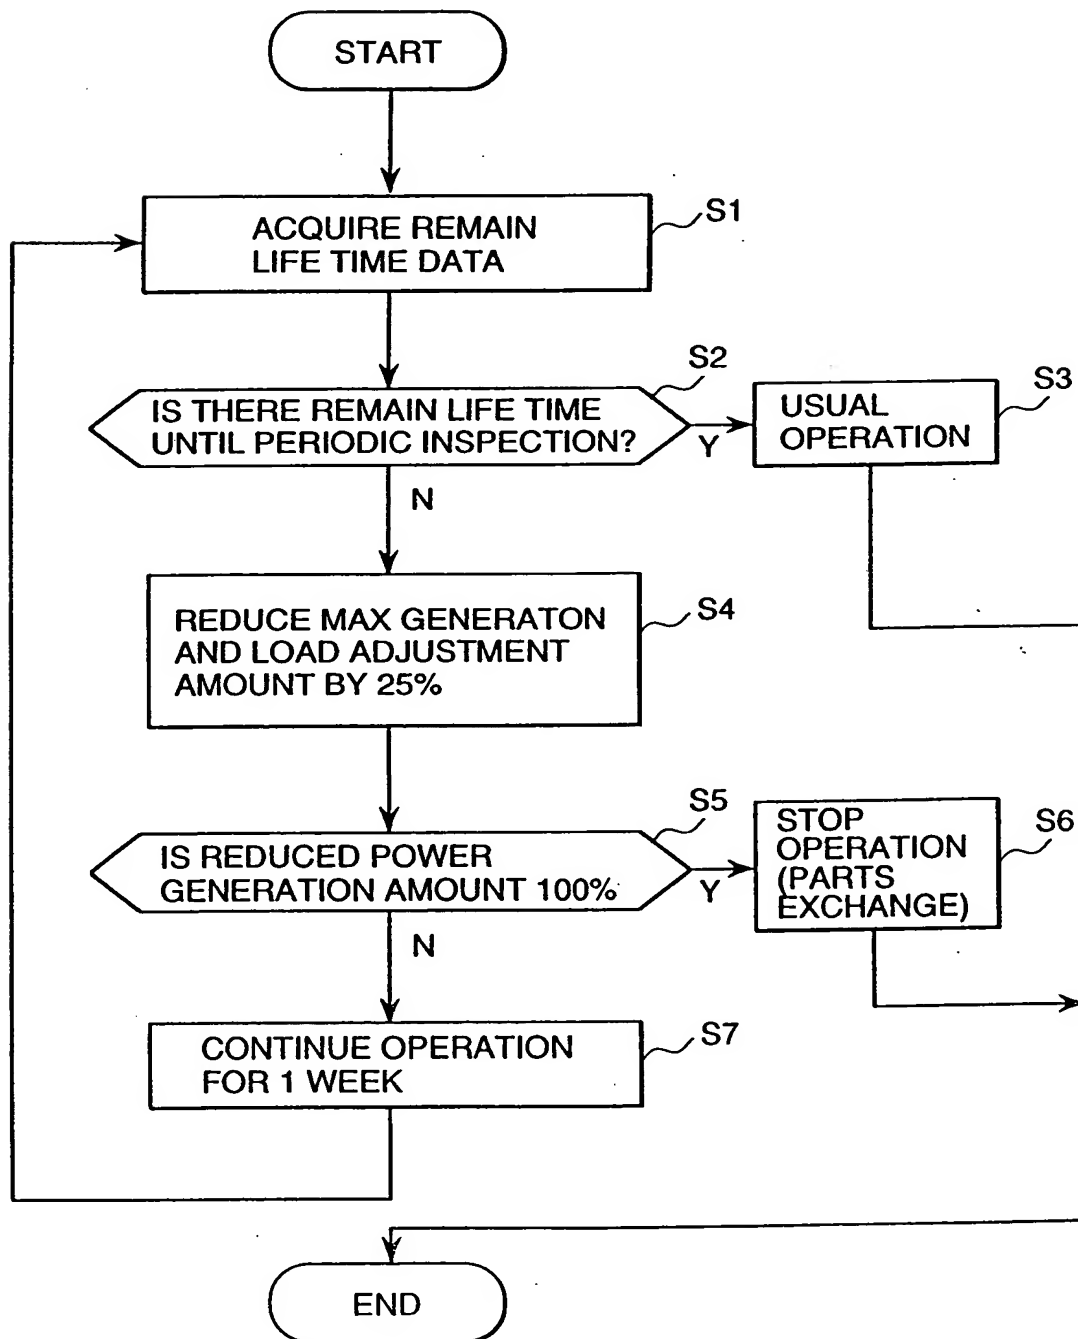 START
S1
ACQUIRE REMAIN
LIFE TIME DATA
S2
IS THERE REMAIN LIFE TIME
UNTIL PERIODIC INSPECTION?
Y
S3
USUAL
OPERATION
N
S4
REDUCE MAX GENERATON
AND LOAD ADJUSTMENT
AMOUNT BY 25%
S5
IS REDUCED POWER
GENERATION AMOUNT 100%
Y
S6
STOP
OPERATION
(PARTS
EXCHANGE)
N
S7
CONTINUE OPERATION
FOR 1 WEEK
END